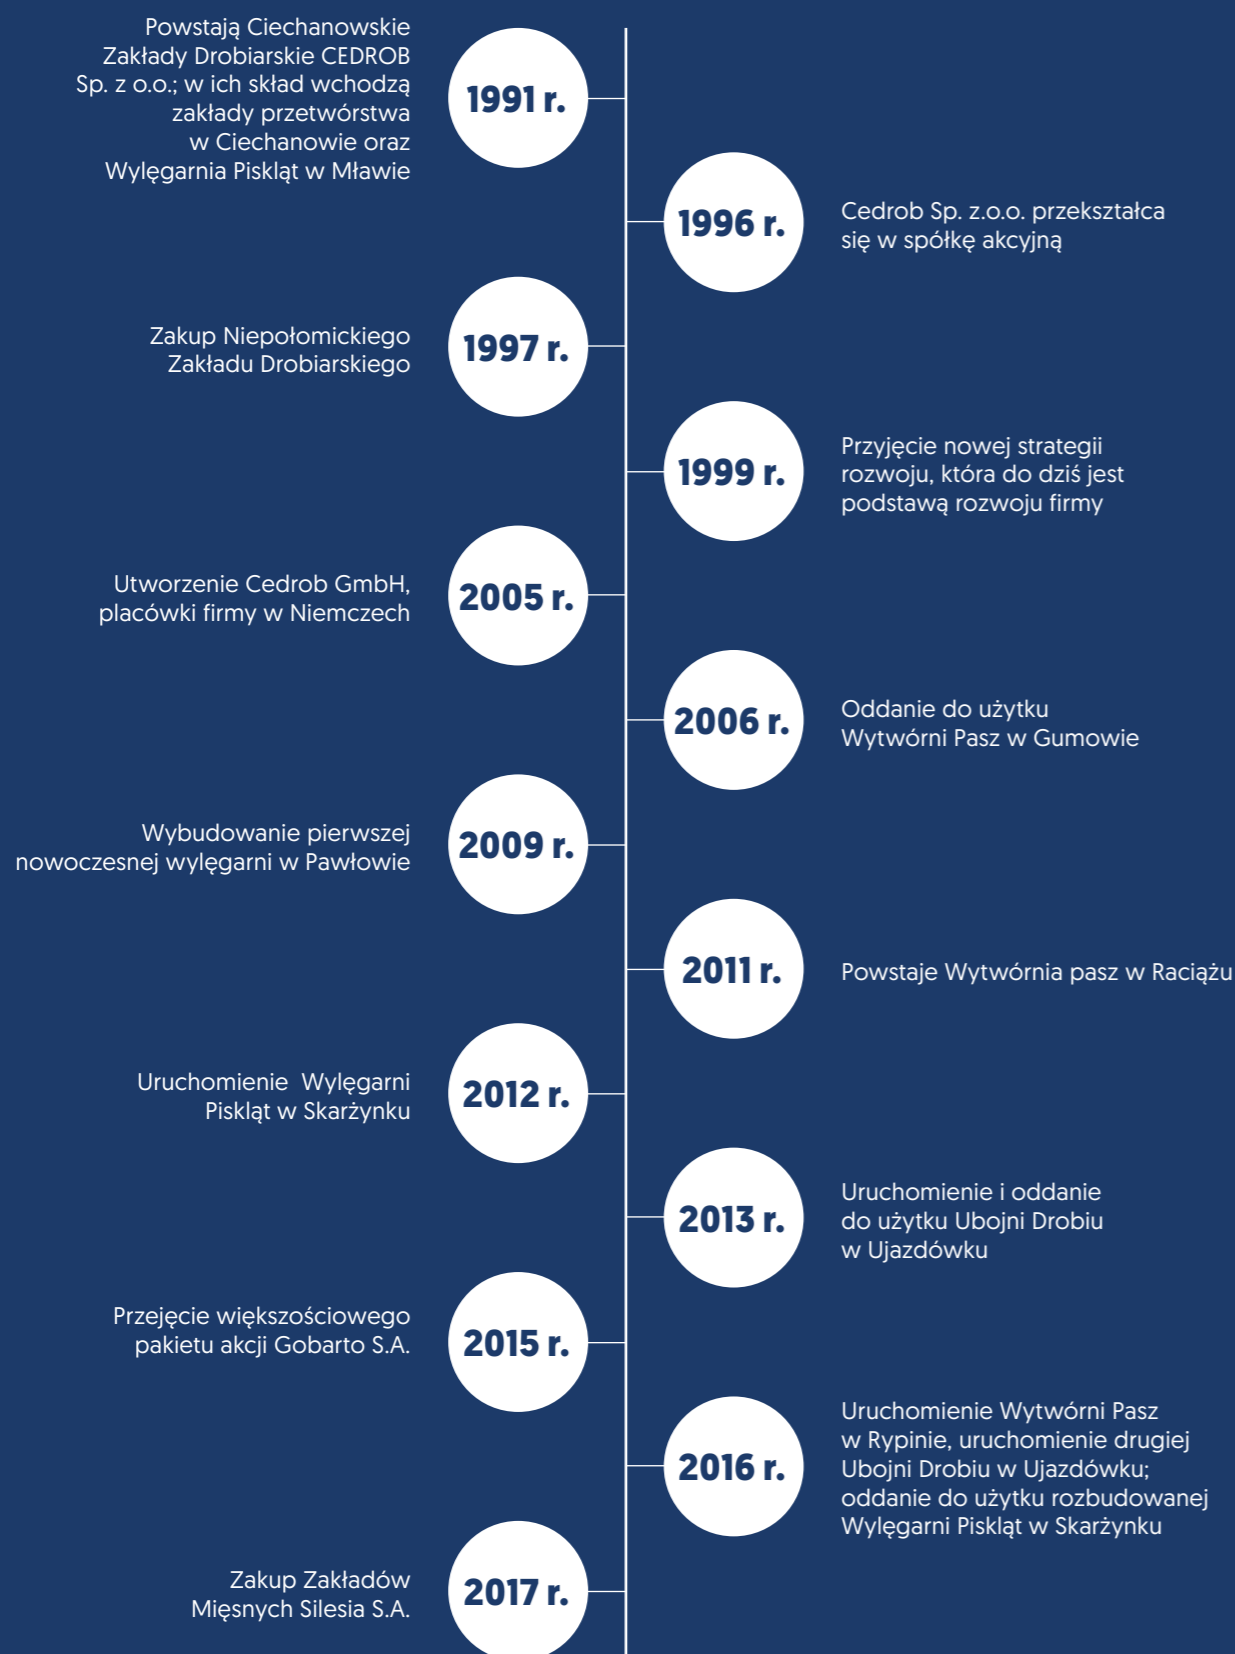 Powstają Ciechanowskie
Zakłady Drobiarskie CEDROB
Sp. z o.o.; w ich skład wchodzą
zakłady przetwórstwa
w Ciechanowie oraz
Wylęgarnia Piskląt w Mławie
1991 r.
1996 r.
Cedrob Sp. z.o.o. przekształca
się w spółkę akcyjną
Zakup Niepołomickiego
Zakładu Drobiarskiego
1997 r.
1999 r.
Przyjęcie nowej strategii
rozwoju, która do dziś jest
podstawą rozwoju firmy
Utworzenie Cedrob GmbH,
placówki firmy w Niemczech
2005 r.
2006 r.
Oddanie do użytku
Wytwórni Pasz w Gumowie
Wybudowanie pierwszej
nowoczesnej wylęgarni w Pawłowie
2009 r.
2011 r.
Powstaje Wytwórnia pasz w Raciążu
Uruchomienie  Wylęgarni
Piskląt w Skarżynku
2012 r.
2013 r.
Uruchomienie i oddanie
do użytku Ubojni Drobiu
w Ujazdówku
Przejęcie większościowego
pakietu akcji Gobarto S.A.
2015 r.
2016 r.
Uruchomienie Wytwórni Pasz
w Rypinie, uruchomienie drugiej
Ubojni Drobiu w Ujazdówku;
oddanie do użytku rozbudowanej
Wylęgarni Piskląt w Skarżynku
Zakup Zakładów
Mięsnych Silesia S.A.
2017 r.